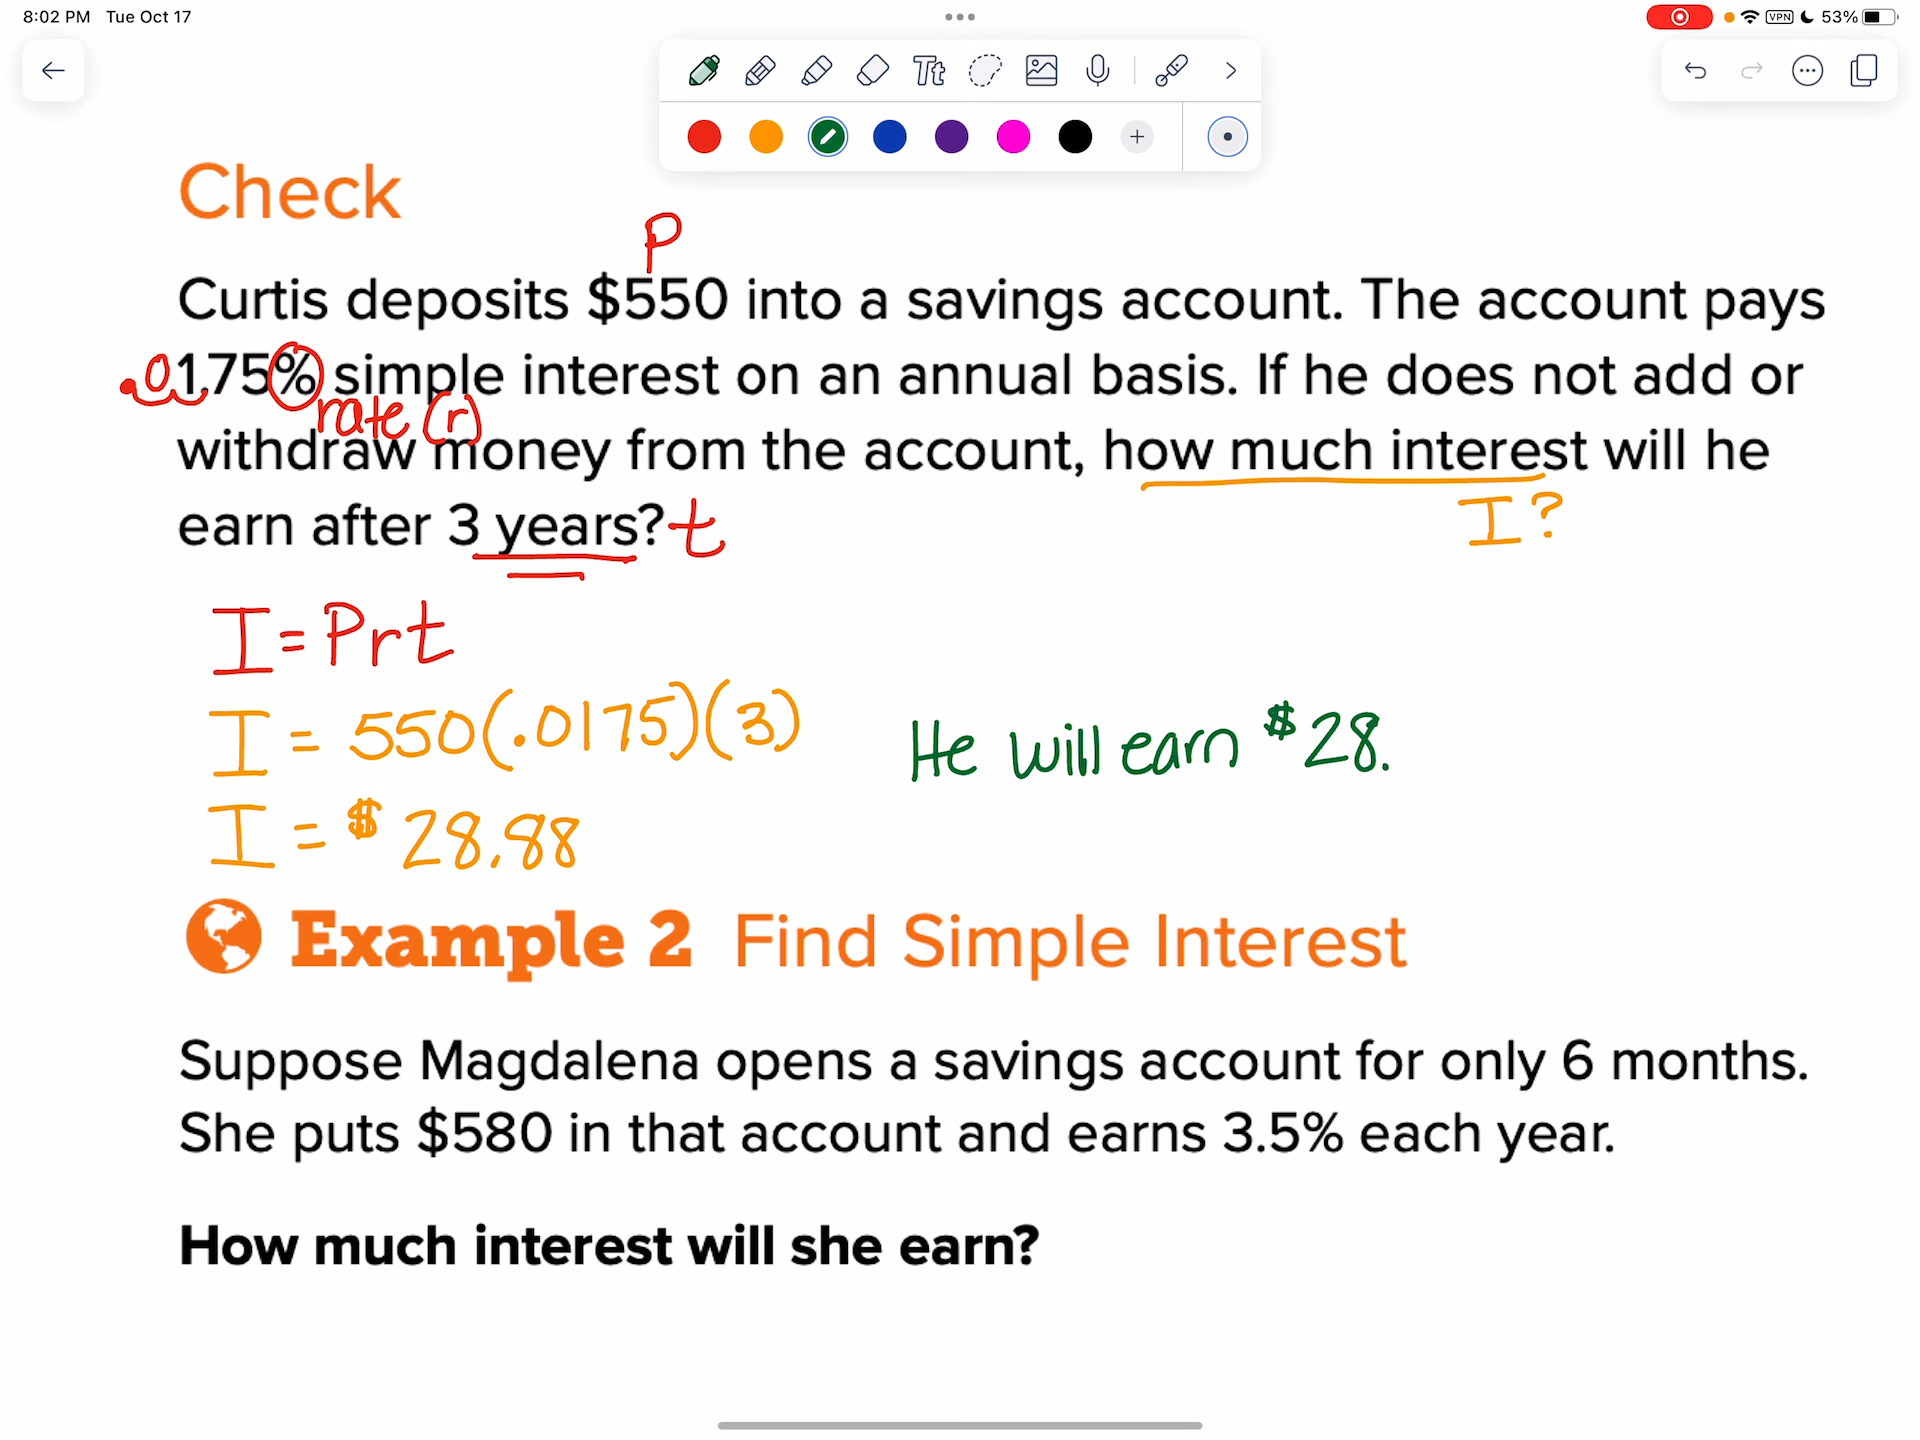 8:02 PM Tue Oct 17
VPN 53%
Tt
Check
P
Curtis deposits $550 into a savings account. The account pays
.01.75% simple interest on an annual basis. If he does not add or
rate (r)
withdraw money from the account, how much interest will he
I?
earn after 3 years? t
I = Prt
I = 550(.0175)(3)
He will earn $28.
I = $28.88
Example 2 Find Simple Interest
Suppose Magdalena opens a savings account for only 6 months.
She puts $580 in that account and earns 3.5% each year.
How much interest will she earn?